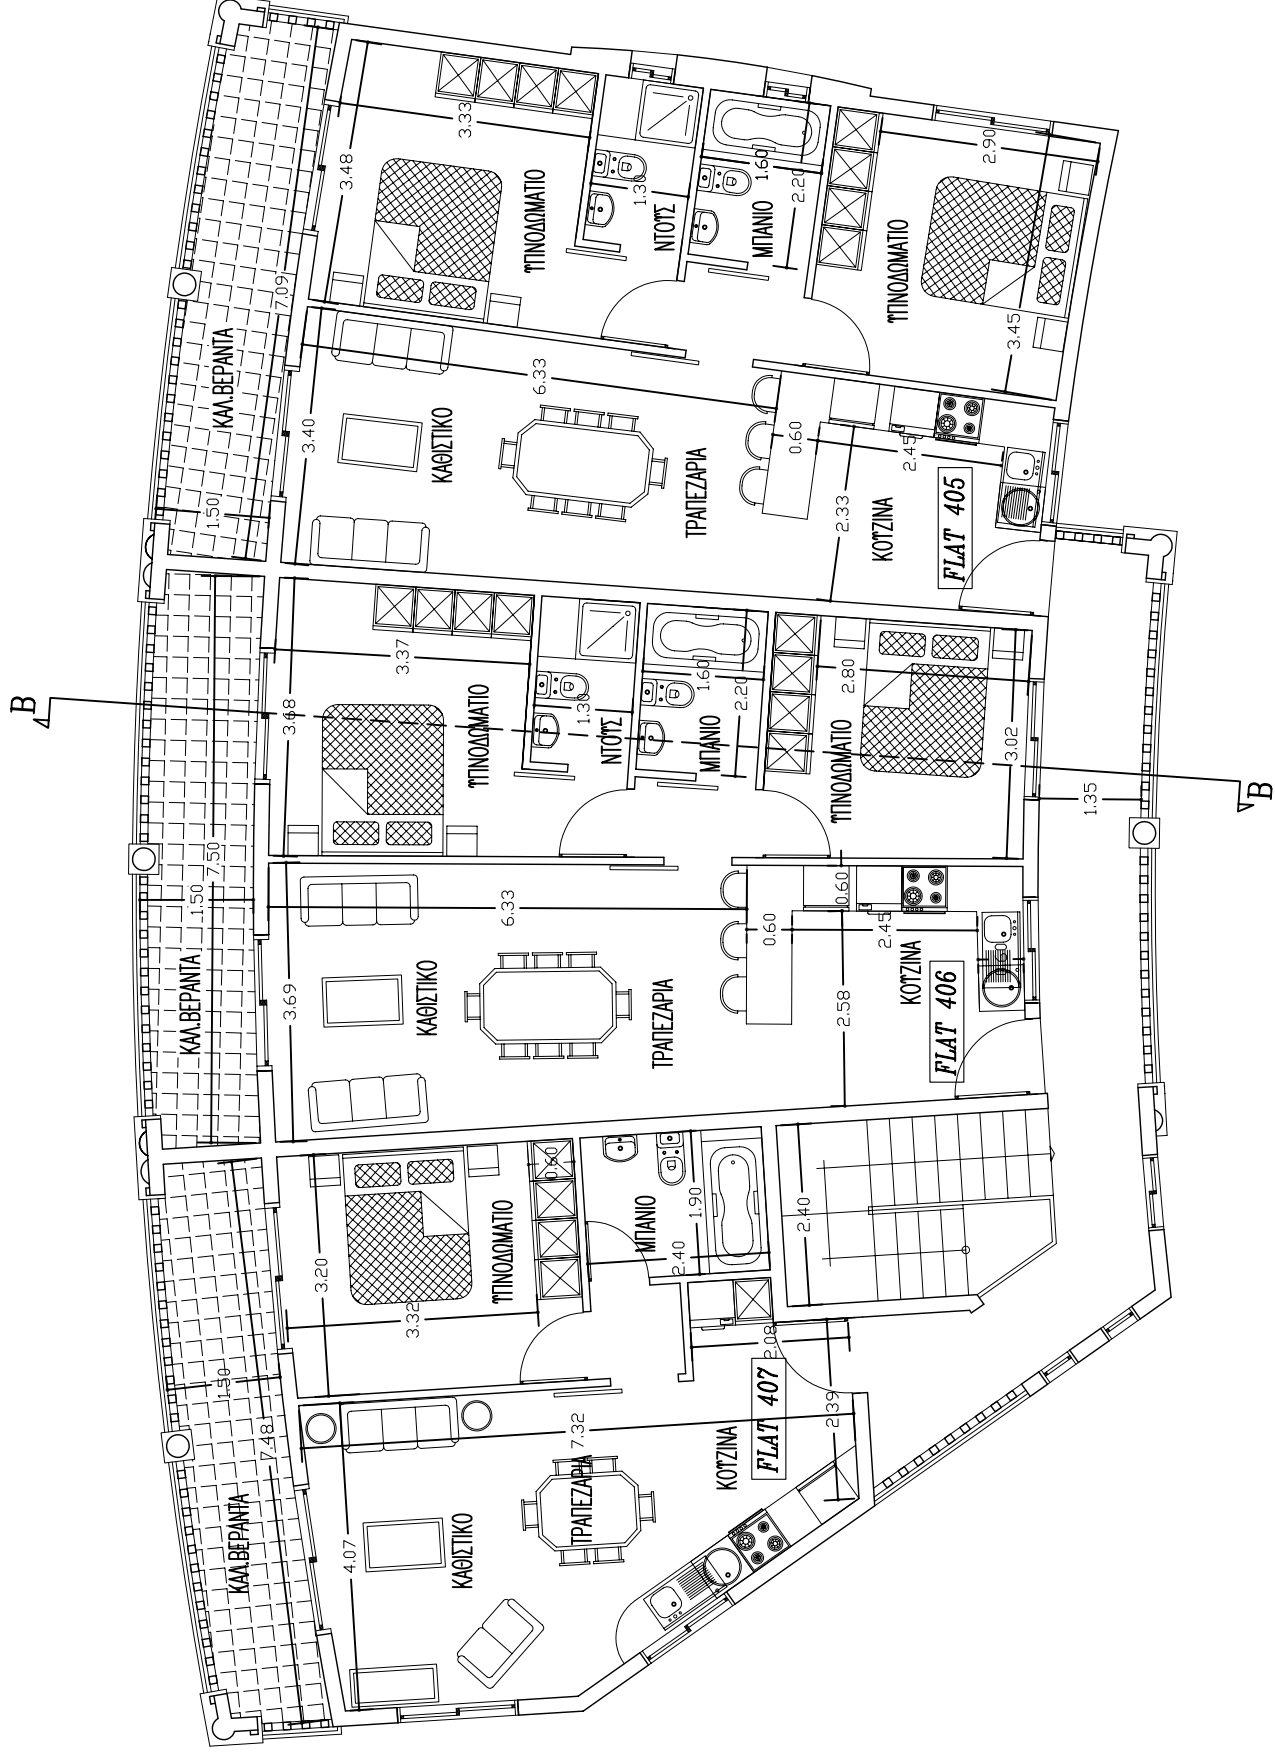 B
ΚΑΛ.ΒΕΡΑΝΤΑ
7.48
1.50
4.07
ΚΑΘΙΣΤΙΚΟ
ΤΡΑΠΕΖΑΡΙΑ
7.32
ΚΟΥΖΙΝΑ
FLAT 407
2.39
2.08
3.20
3.32
ΥΠΝΟΔΩΜΑΤΙΟ
0.60
ΜΠΑΝΙΟ
2.40
1.90
2.40
ΚΑΛ.ΒΕΡΑΝΤΑ
1.50
7.50
3.69
ΚΑΘΙΣΤΙΚΟ
6.33
ΤΡΑΠΕΖΑΡΙΑ
0.60
0.60
2.58
2.45
ΚΟΥΖΙΝΑ
FLAT 406
3.68
3.37
ΥΠΝΟΔΩΜΑΤΙΟ
1.30
ΝΤΟΥΣ
1.60
2.20
ΜΠΑΝΙΟ
ΥΠΝΟΔΩΜΑΤΙΟ
2.80
3.02
1.35
B
ΚΑΛ.ΒΕΡΑΝΤΑ
1.50
7.09
3.40
ΚΑΘΙΣΤΙΚΟ
6.33
ΤΡΑΠΕΖΑΡΙΑ
0.60
2.33
2.45
ΚΟΥΖΙΝΑ
FLAT 405
3.48
3.33
ΥΠΝΟΔΩΜΑΤΙΟ
1.30
ΝΤΟΥΣ
1.60
2.20
ΜΠΑΝΙΟ
ΥΠΝΟΔΩΜΑΤΙΟ
2.90
3.45